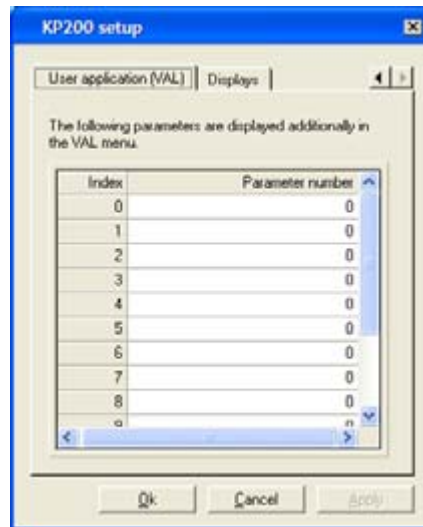 KP200 setup
User application (VAL) Displays
The following parameters are displayed additionally in
the VAL menu.
Index Parameter number
0 0
1 0
2 0
3 0
4 0
5 0
6 0
7 0
8 0
9 0
Ok Cancel Apply